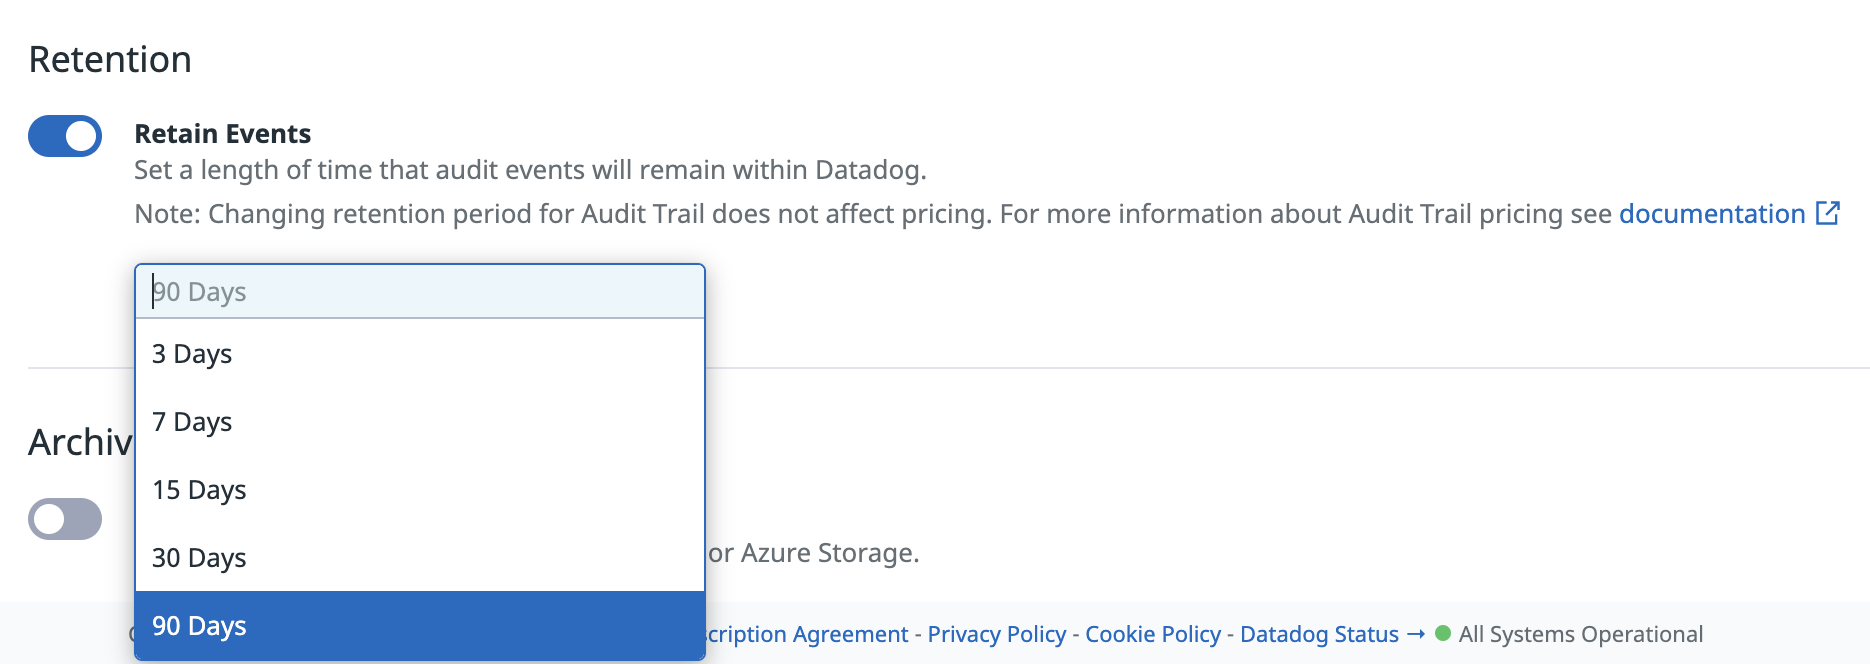 Retention
Retain Events
Set a length of time that audit events will remain within Datadog.
Note: Changing retention period for Audit Trail does not affect pricing. For more information about Audit Trail pricing see documentation
90 Days
3 Days
7 Days
Archiv
15 Days
30 Days
or Azure Storage.
90 Days
scription Agreement - Privacy Policy - Cookie Policy - Datadog Status → All Systems Operational